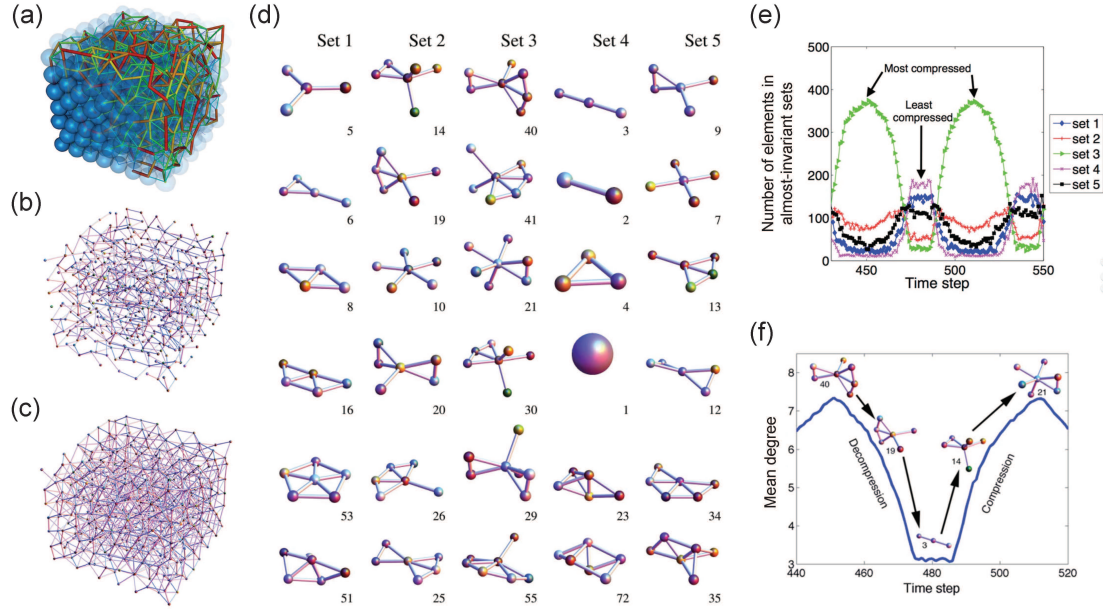 (a)
(b)
(c)
(d)
Set 1 Set 2 Set 3 Set 4 Set 5
5 14 40 3 9
6 19 41 2 7
8 10 21 4 13
16 20 30 1 12
53 26 29 23 34
51 25 55 72 35
(e)
Number of elements in
almost-invariant sets
500
400
300
200
100
0
Most compressed
Least
compressed
set 1
set 2
set 3
set 4
set 5
450 500 550
Time step
(f)
Mean degree
8
7
6
5
4
3
40
19
3
14
21
Decompression
Compression
440 460 480 500 520
Time step